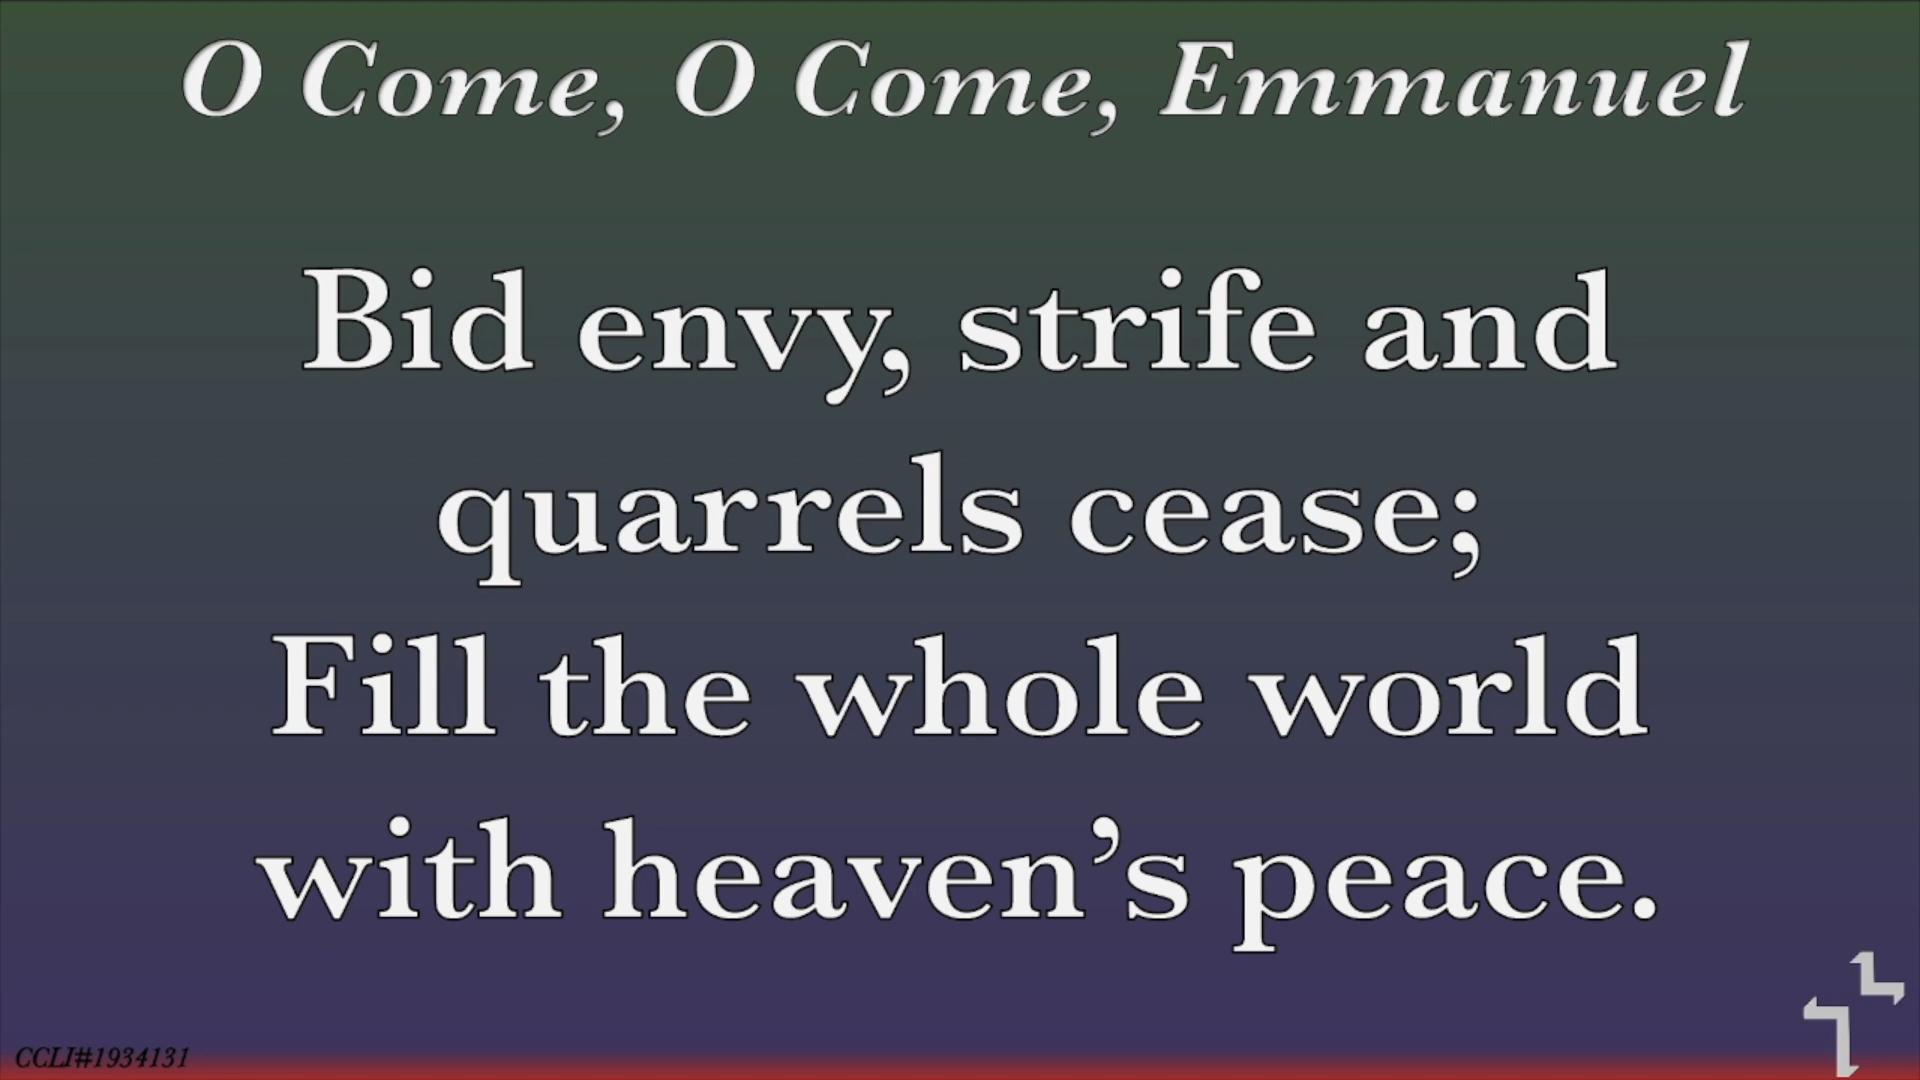 O Come, O Come, Emmanuel
Bid envy, strife and
quarrels cease;
Fill the whole world
with heaven’s peace.
CCLI#1934131